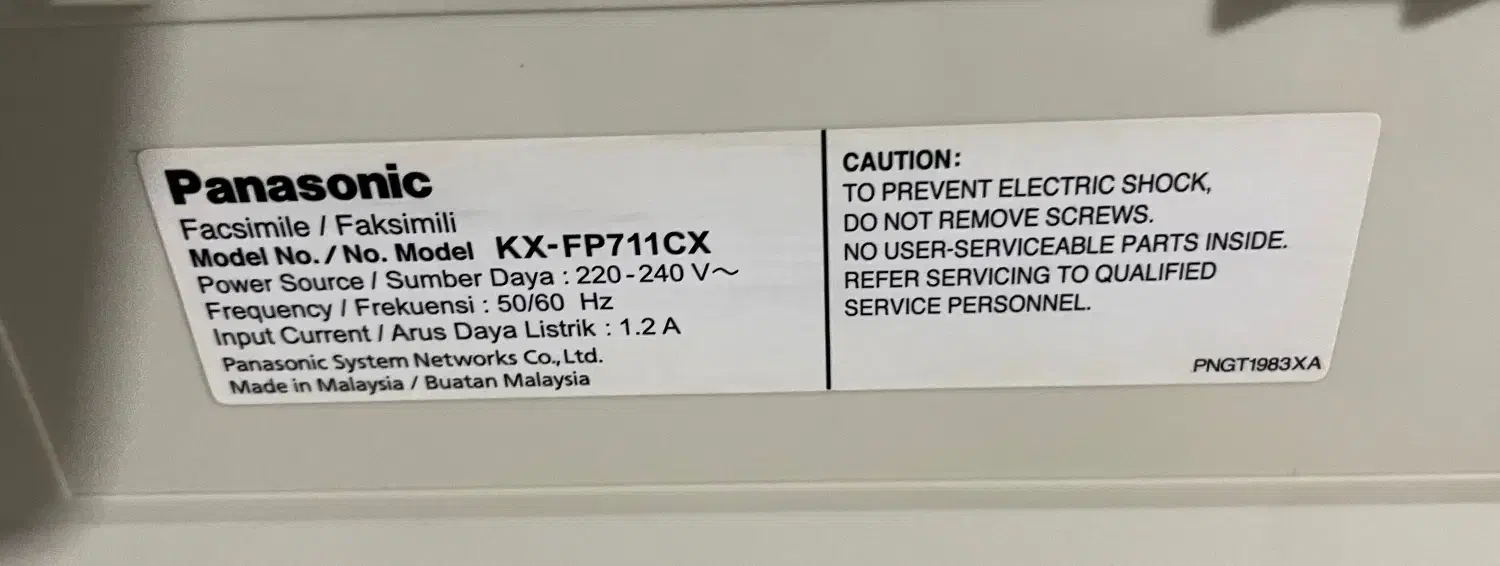 Panasonic
Facsimile / Faksimili
Model No. / No. Model KX-FP711CX
Power Source / Sumber Daya : 220-240 V～
Frequency / Frekuensi : 50/60 Hz
Input Current / Arus Daya Listrik : 1.2 A
Panasonic System Networks Co., Ltd.
Made in Malaysia / Buatan Malaysia
CAUTION:
TO PREVENT ELECTRIC SHOCK,
DO NOT REMOVE SCREWS.
NO USER-SERVICEABLE PARTS INSIDE.
REFER SERVICING TO QUALIFIED
SERVICE PERSONNEL.
PNGT1983XA